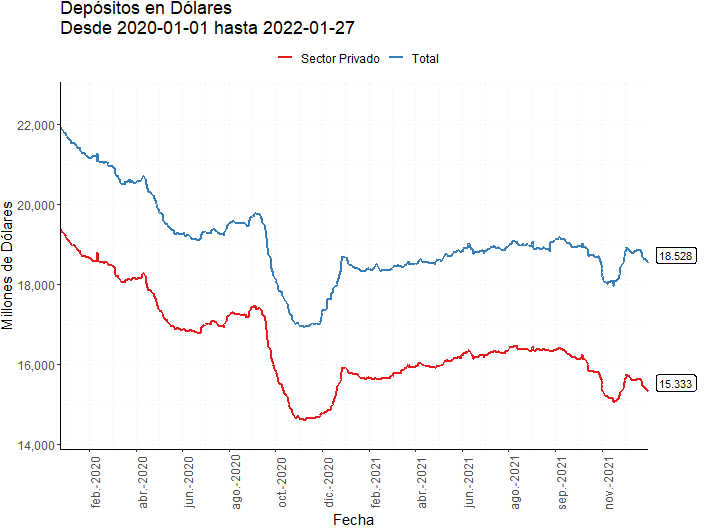 Depósitos en Dólares
Desde 2020-01-01 hasta 2022-01-27
Sector Privado
Total
Millones de Dólares
22,000
20,000
18,000
16,000
14,000
18.528
15.333
feb.-2020
abr.-2020
jun.-2020
ago.-2020
oct.-2020
dic.-2020
feb.-2021
abr.-2021
jun.-2021
ago.-2021
sep.-2021
nov.-2021
Fecha